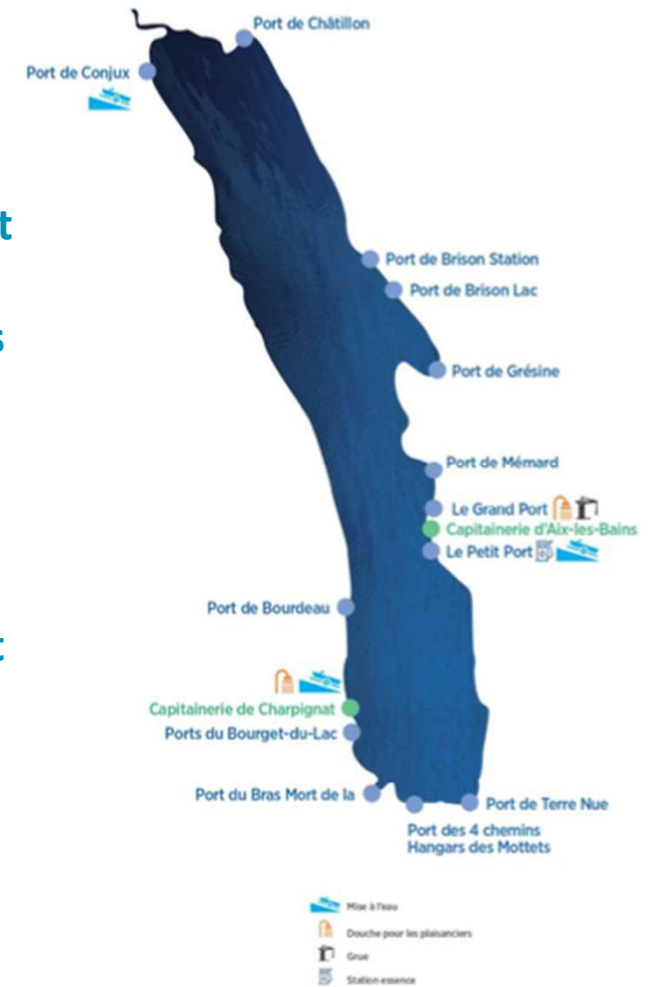 Port de Châtillon
Port de Conjux
t
Port de Brison Station
s
Port de Brison Lac
Port de Grésine
Port de Mémard
Le Grand Port
Capitainerie d'Aix-les-Bains
Le Petit Port
Port de Bourdeau
t
Capitainerie de Charpignat
Ports du Bourget-du-Lac
Port du Bras Mort de la
Port de Terre Nue
Port des 4 chemins
Hangars des Mottets
Mise à l'eau
Douche pour les plaisanciers
Grue
Station essence